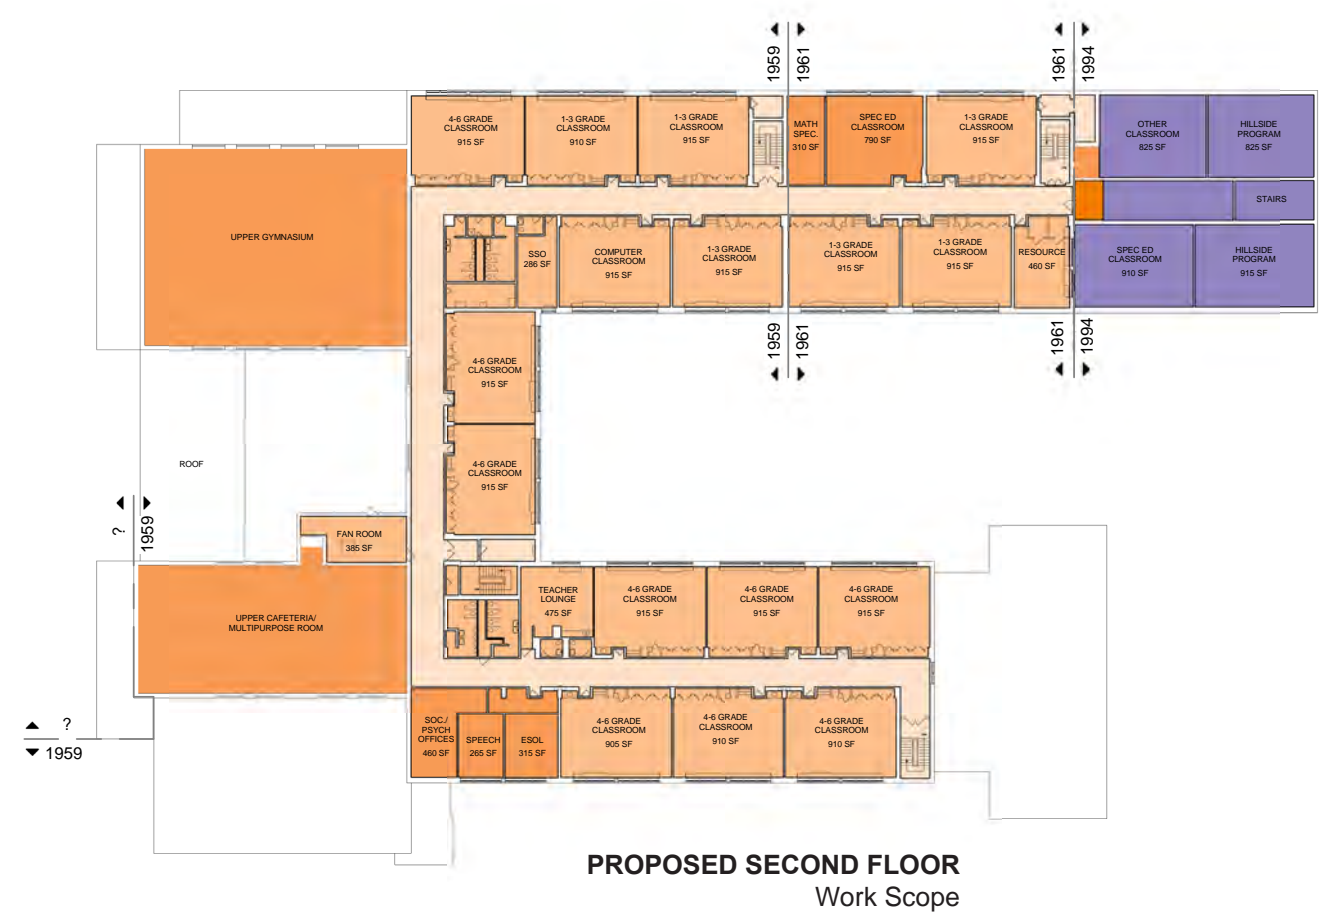 1959
1961
1961
1994
4-6 GRADE
CLASSROOM
915 SF
1-3 GRADE
CLASSROOM
910 SF
1-3 GRADE
CLASSROOM
915 SF
MATH
SPEC.
310 SF
SPEC ED
CLASSROOM
790 SF
1-3 GRADE
CLASSROOM
915 SF
OTHER
CLASSROOM
825 SF
HILLSIDE
PROGRAM
825 SF
STAIRS
UPPER GYMNASIUM
SSO
286 SF
COMPUTER
CLASSROOM
915 SF
1-3 GRADE
CLASSROOM
915 SF
1-3 GRADE
CLASSROOM
915 SF
1-3 GRADE
CLASSROOM
915 SF
RESOURCE
460 SF
SPEC ED
CLASSROOM
910 SF
HILLSIDE
PROGRAM
915 SF
1959
1961
1961
1994
4-6 GRADE
CLASSROOM
915 SF
4-6 GRADE
CLASSROOM
915 SF
ROOF
?
1959
FAN ROOM
385 SF
UPPER CAFETERIA/
MULTIPURPOSE ROOM
TEACHER
LOUNGE
475 SF
4-6 GRADE
CLASSROOM
915 SF
4-6 GRADE
CLASSROOM
915 SF
4-6 GRADE
CLASSROOM
915 SF
?
1959
SOC./
PSYCH
OFFICES
460 SF
SPEECH
265 SF
ESOL
315 SF
4-6 GRADE
CLASSROOM
905 SF
4-6 GRADE
CLASSROOM
910 SF
4-6 GRADE
CLASSROOM
910 SF
PROPOSED SECOND FLOOR
Work Scope